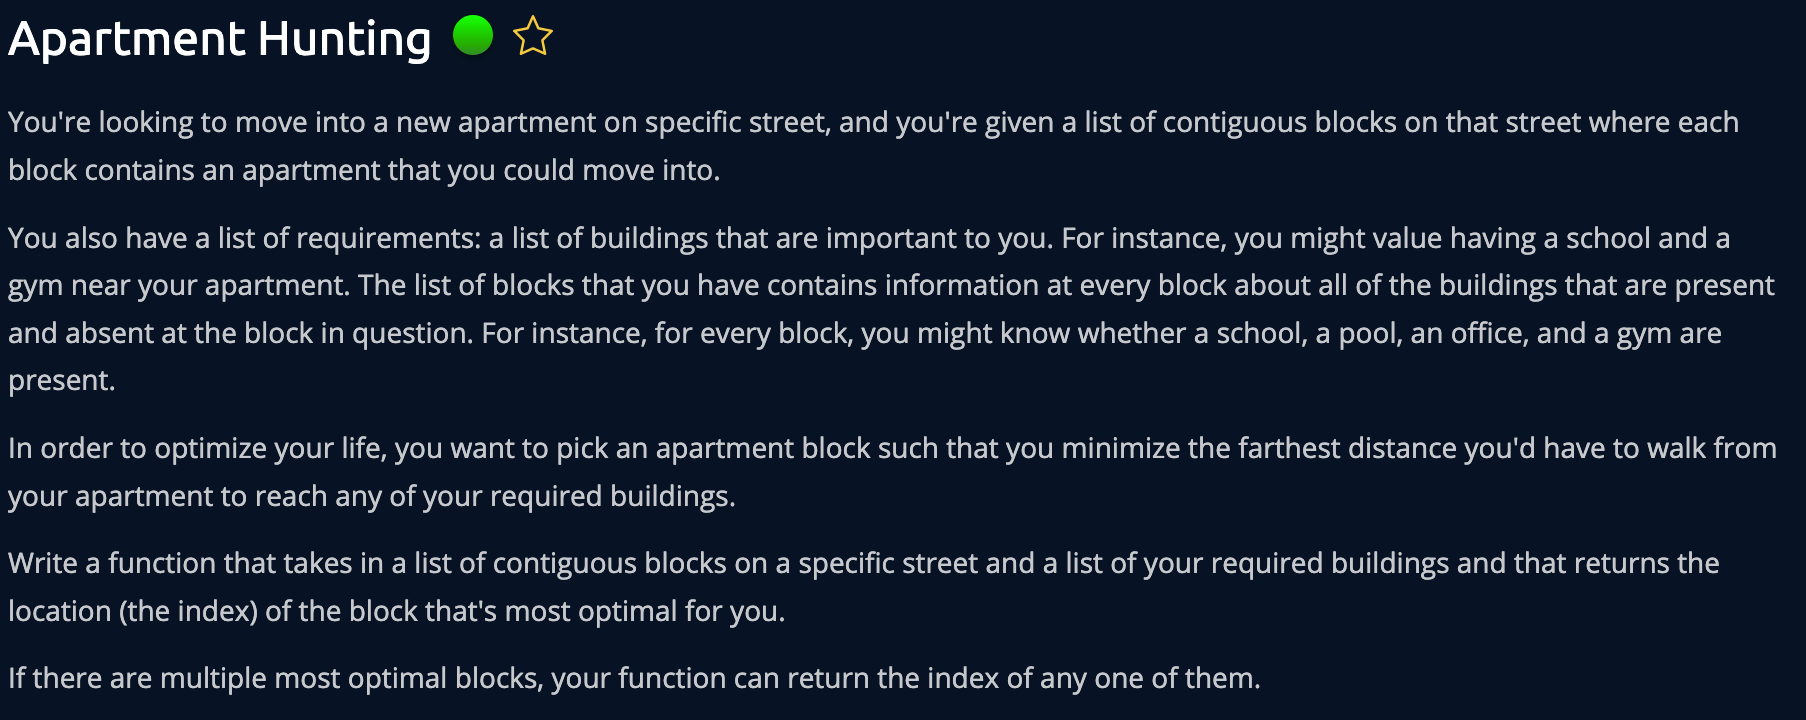 Apartment Hunting
You're looking to move into a new apartment on specific street, and you're given a list of contiguous blocks on that street where each
block contains an apartment that you could move into.
You also have a list of requirements: a list of buildings that are important to you. For instance, you might value having a school and a
gym near your apartment. The list of blocks that you have contains information at every block about all of the buildings that are present
and absent at the block in question. For instance, for every block, you might know whether a school, a pool, an office, and a gym are
present.
In order to optimize your life, you want to pick an apartment block such that you minimize the farthest distance you'd have to walk from
your apartment to reach any of your required buildings.
Write a function that takes in a list of contiguous blocks on a specific street and a list of your required buildings and that returns the
location (the index) of the block that's most optimal for you.
If there are multiple most optimal blocks, your function can return the index of any one of them.